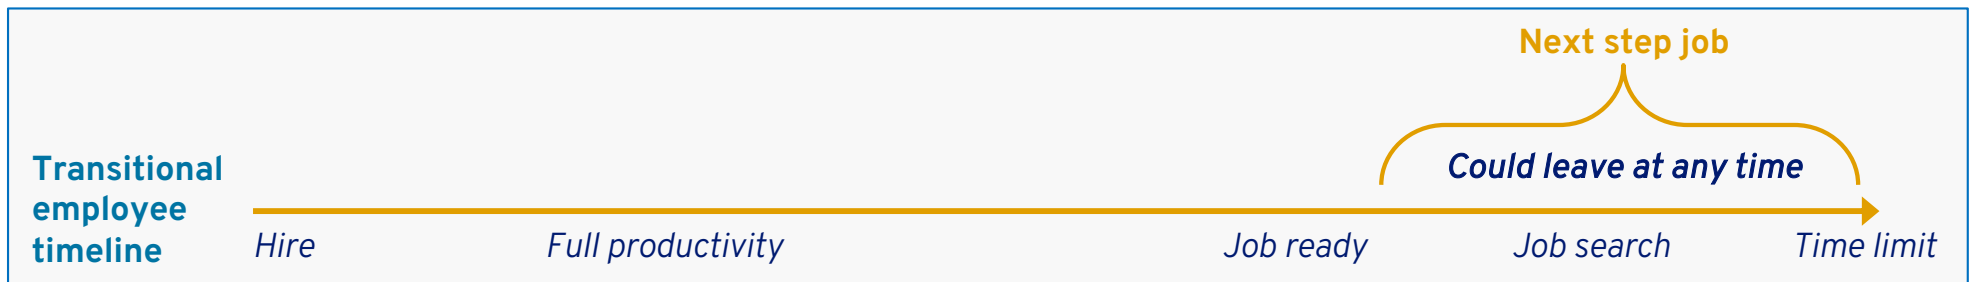 Next step job
Could leave at any time
Transitional
employee
timeline
Hire
Full productivity
Job ready
Job search
Time limit